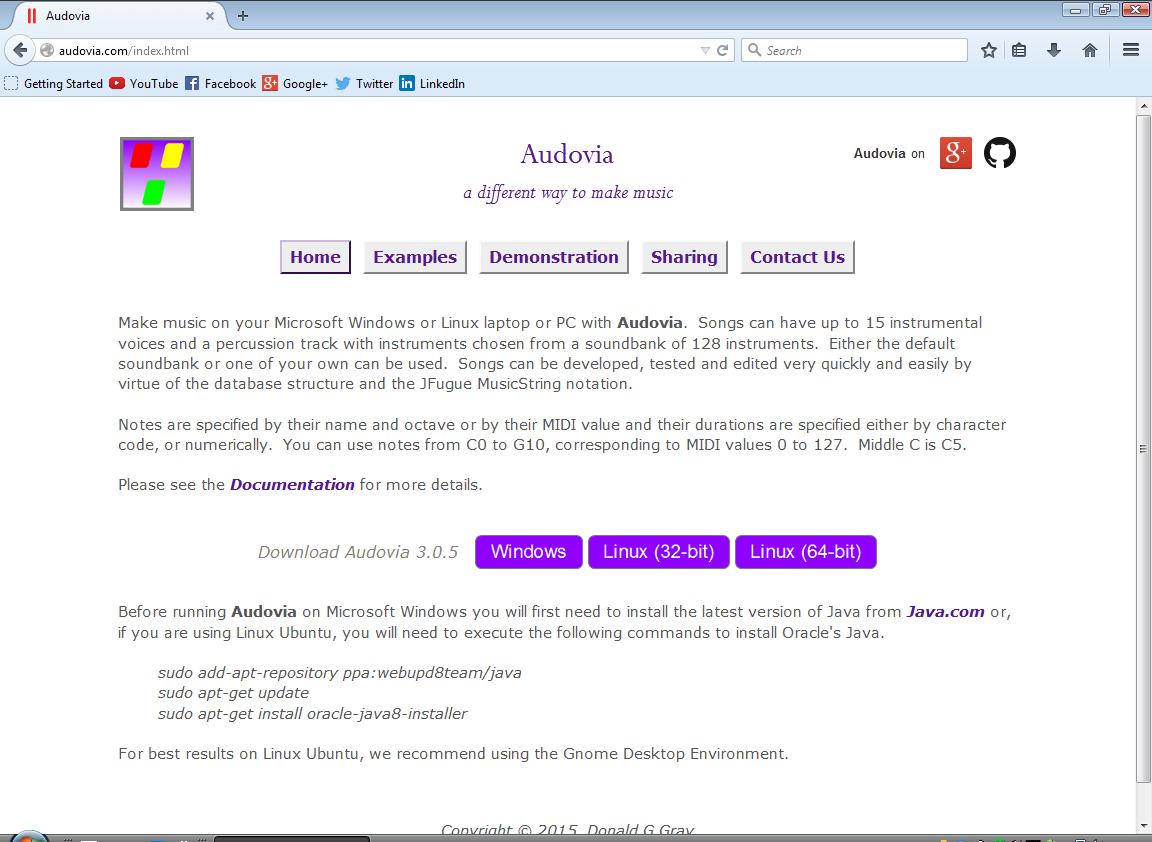 Audovia
audovia.com/index.html
Search
Getting Started YouTube Facebook Google+ Twitter LinkedIn
Audovia
a different way to make music
Audovia on
Home Examples Demonstration Sharing Contact Us
Make music on your Microsoft Windows or Linux laptop or PC with Audovia. Songs can have up to 15 instrumental
voices and a percussion track with instruments chosen from a soundbank of 128 instruments. Either the default
soundbank or one of your own can be used. Songs can be developed, tested and edited very quickly and easily by
virtue of the database structure and the JFugue MusicString notation.
Notes are specified by their name and octave or by their MIDI value and their durations are specified either by character
code, or numerically. You can use notes from C0 to G10, corresponding to MIDI values 0 to 127. Middle C is C5.
Please see the Documentation for more details.
Download Audovia 3.0.5 Windows Linux (32-bit) Linux (64-bit)
Before running Audovia on Microsoft Windows you will first need to install the latest version of Java from Java.com or,
if you are using Linux Ubuntu, you will need to execute the following commands to install Oracle's Java.
sudo add-apt-repository ppa:webupd8team/java
sudo apt-get update
sudo apt-get install oracle-java8-installer
For best results on Linux Ubuntu, we recommend using the Gnome Desktop Environment.
Copyright © 2015 Donald G Gray